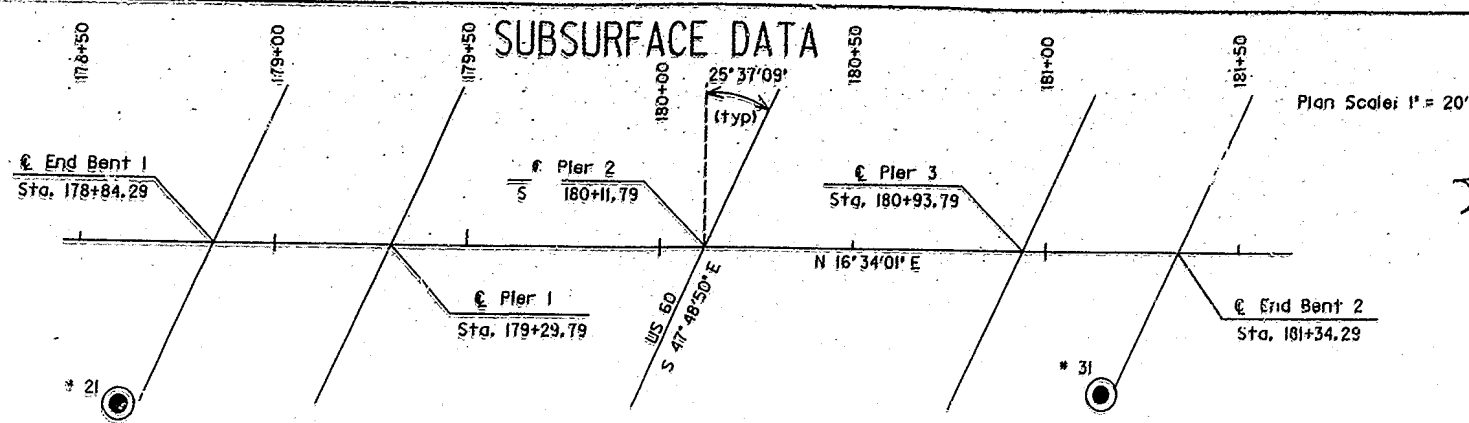 SUBSURFACE DATA
178+50
179+00
179+50
180+00
180+50
181+00
181+50
25°37'09"
(typ)
Plan Scale: 1" = 20'
℄ End Bent 1
Sta. 178+84.29
℄ Pier 2
S 180+11.79
℄ Pier 3
Sta. 180+93.79
N 16°34'01" E
US 60
S 47°48'50" E
℄ Pier 1
Sta. 179+29.79
℄ End Bent 2
Sta. 181+34.29
# 21
# 31